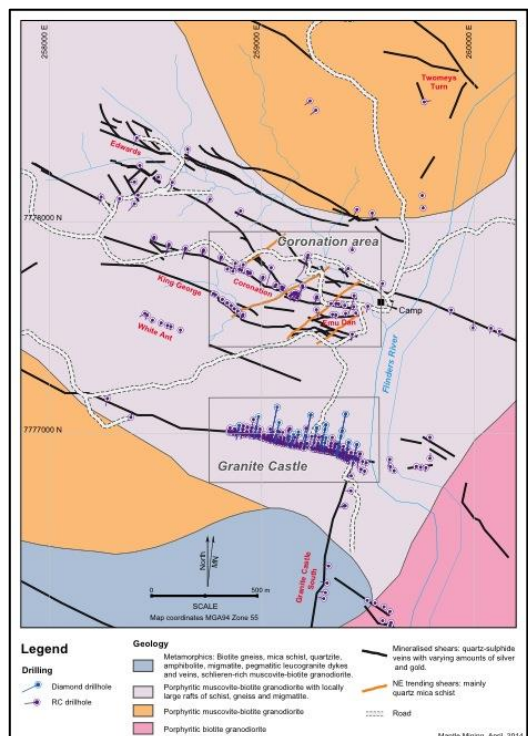 258000 E
259000 E
260000 E
Twomeys
Turn
Edwards
7778000 N
Coronation area
Coronation
King George
Camp
Emu Dan
White Ant
Flinders River
7777000 N
Granite Castle
Granite Castle
South
North
MN
0 500 m
SCALE
Map coordinates MGA94 Zone 55
Legend
Drilling
Diamond drillhole
RC drillhole
Geology
Metamorphics: Biotite gneiss, mica schist, quartzite,
amphibolite, migmatite, pegmatitic leucogranite dykes
and veins, schlieren-rich muscovite-biotite granodiorite.
Porphyritic muscovite-biotite granodiorite with locally
large rafts of schist, gneiss and migmatite.
Porphyritic muscovite-biotite granodiorite
Porphyritic biotite granodiorite
Mineralised shears: quartz-sulphide
veins with varying amounts of silver
and gold.
NE trending shears: mainly
quartz mica schist
Road
Mantle Mining, April, 2014